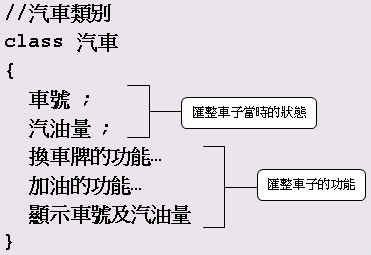 //汽車類別
class 汽車
{
車號 ;
汽油量 ;
匯整車子當時的狀態
換車牌的功能…
加油的功能…
顯示車號及汽油量
匯整車子的功能
}